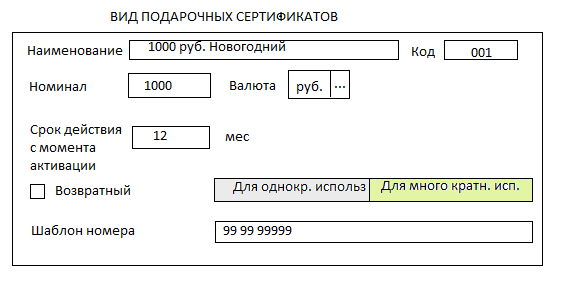 ВИД ПОДАРОЧНЫХ СЕРТИФИКАТОВ
Наименование 1000 руб. Новогодний Код 001
Номинал 1000 Валюта руб. ...
Срок действия
с момента 12 мес
активации
Возвратный Для однокр. использ Для много кратн. исп.
Шаблон номера 99 99 99999